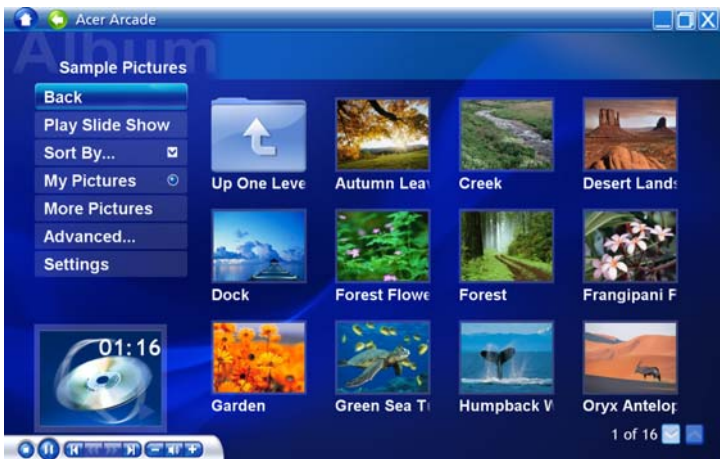 Acer Arcade
Album
Sample Pictures
Back
Play Slide Show
Sort By...
My Pictures
More Pictures
Advanced...
Settings
Up One Leve
Autumn Lea
Creek
Desert Lands
Dock
Forest Flowe
Forest
Frangipani F
Garden
Green Sea T
Humpback W
Oryx Antelop
01:16
1 of 16